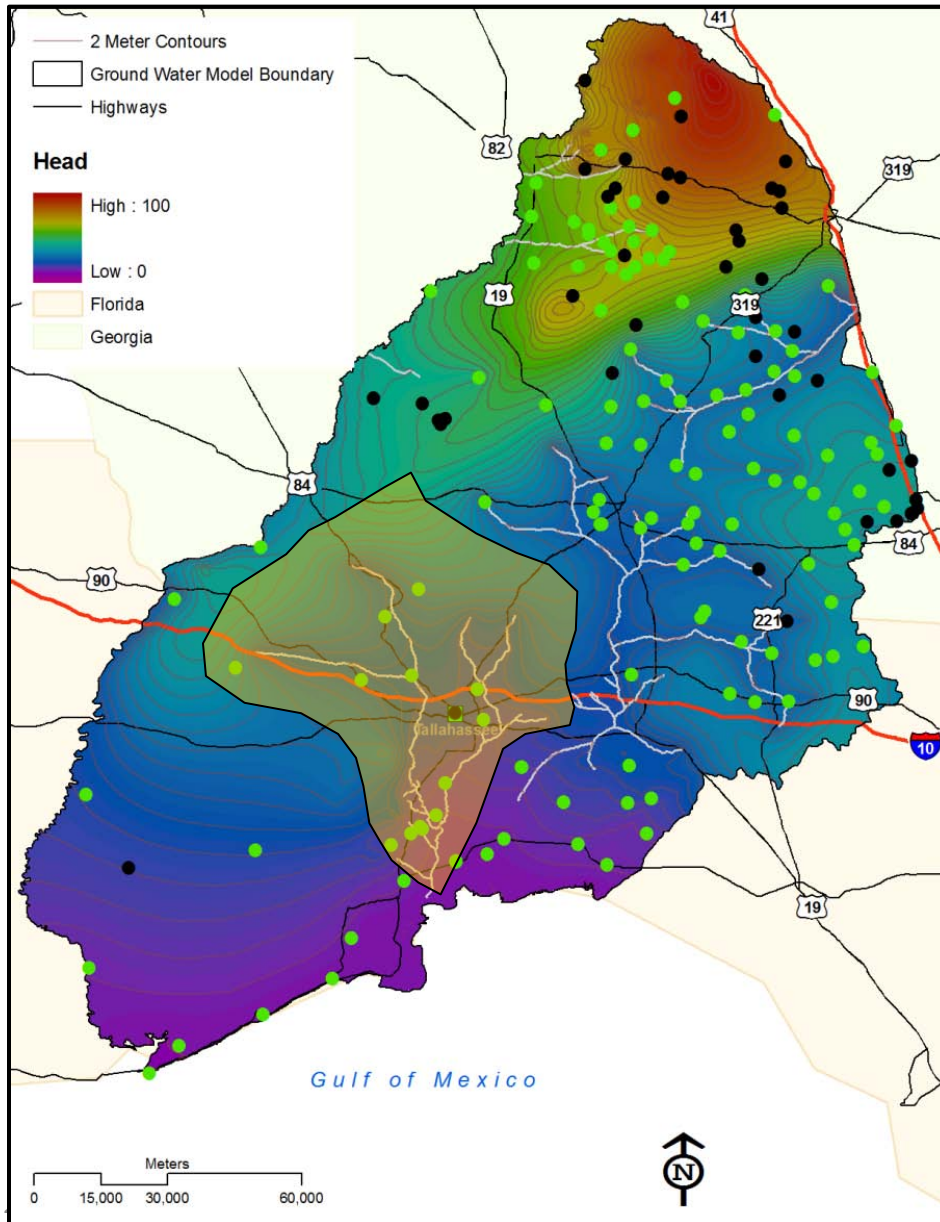 2 Meter Contours
Ground Water Model Boundary
Highways
Head
High : 100
Low : 0
Florida
Georgia
41
82
319
19
319
84
84
90
221
90
10
Tallahassee
19
Gulf of Mexico
Meters
0 15,000 30,000 60,000
N